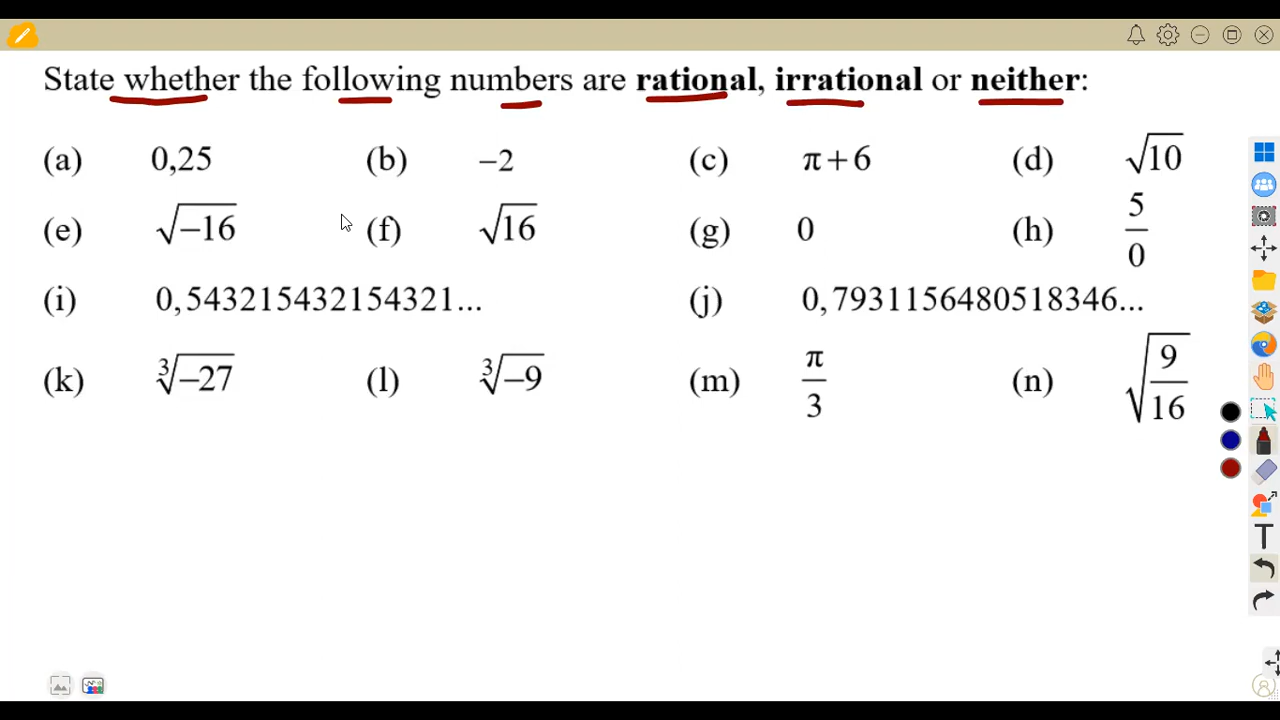 State whether the following numbers are rational, irrational or neither:
(a) 0,25 (b) −2 (c) π + 6 (d) √10
(e) √−16 (f) √16 (g) 0 (h) 5/0
(i) 0,543215432154321... (j) 0,7931156480518346...
(k) ∛−27 (l) ∛−9 (m) π/3 (n) √9/16
T